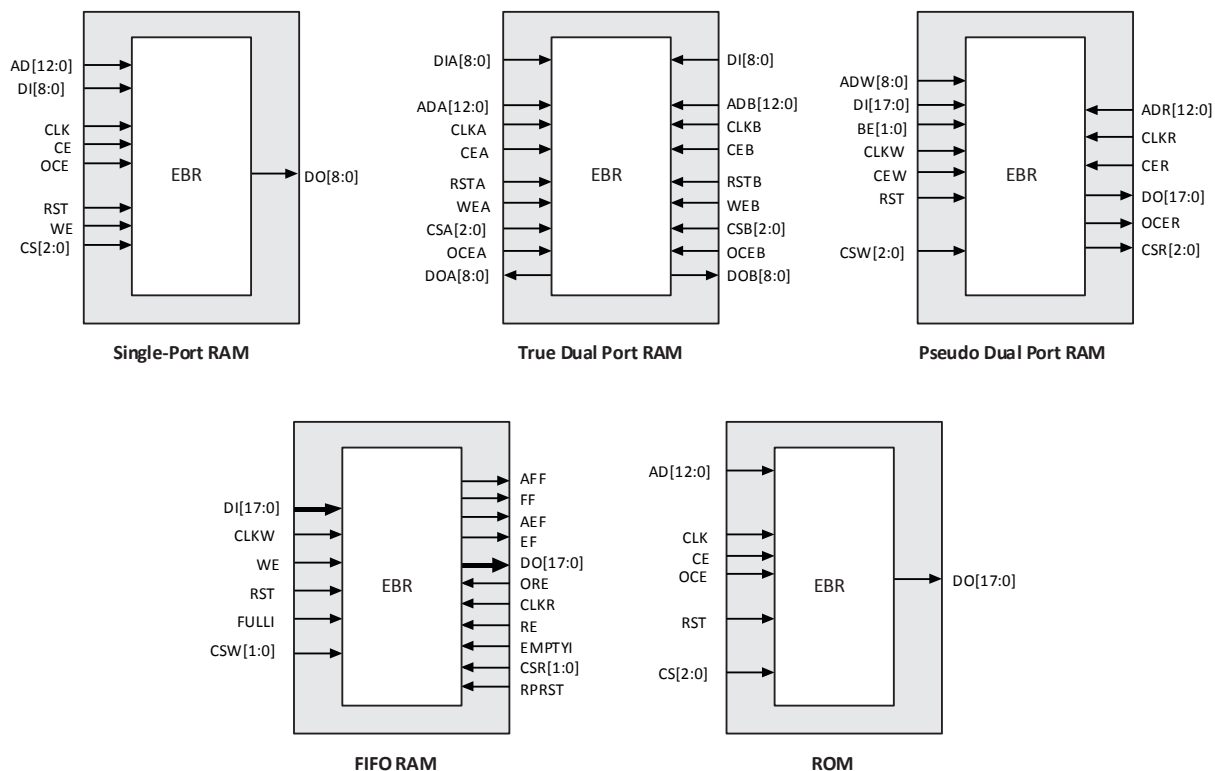 AD[12:0]
DI[8:0]
CLK
CE
OCE
RST
WE
CS[2:0]
EBR
DO[8:0]
Single-Port RAM
DIA[8:0]
ADA[12:0]
CLKA
CEA
RSTA
WEA
CSA[2:0]
OCEA
DOA[8:0]
EBR
DI[8:0]
ADB[12:0]
CLKB
CEB
RSTB
WEB
CSB[2:0]
OCEB
DOB[8:0]
True Dual Port RAM
ADW[8:0]
DI[17:0]
BE[1:0]
CLKW
CEW
RST
CSW[2:0]
EBR
ADR[12:0]
CLKR
CER
DO[17:0]
OCER
CSR[2:0]
Pseudo Dual Port RAM
DI[17:0]
CLKW
WE
RST
FULLI
CSW[1:0]
EBR
AFF
FF
AEF
EF
DO[17:0]
ORE
CLKR
RE
EMPTYI
CSR[1:0]
RPRST
FIFO RAM
AD[12:0]
CLK
CE
OCE
RST
CS[2:0]
EBR
DO[17:0]
ROM